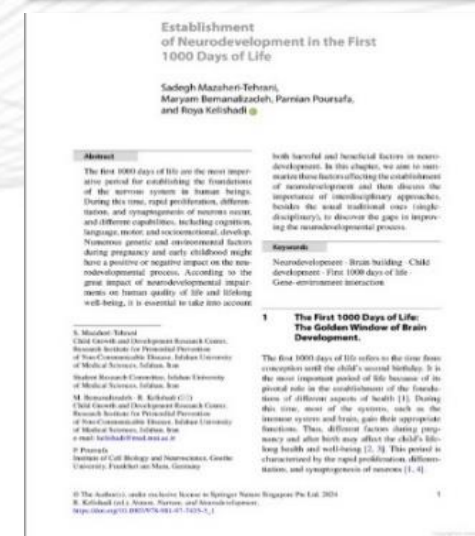 Establishment
of Neurodevelopment in the First
1000 Days of Life
Sadegh Mazaheri-Tehrani,
Maryam Bemanalizadeh, Parnian Poursafa,
and Roya Kelishadi
Abstract
The first 1000 days of life are the most imper-
ative period for establishing the foundations
of the nervous system in human beings.
During this time, rapid proliferation, differen-
tiation, and synaptogenesis of neurons occur,
and different capabilities, including cognition,
language, motor, and socioemotional, develop.
Numerous genetic and environmental factors
during pregnancy and early childhood might
have a positive or negative impact on the neu-
rodevelopmental process. According to the
great impact of neurodevelopmental impair-
ments on human quality of life and lifelong
well-being, it is essential to take into account
S. Mazaheri-Tehrani
Child Growth and Development Research Center,
Research Institute for Primordial Prevention
of Non-Communicable Disease, Isfahan University
of Medical Sciences, Isfahan, Iran
Student Research Committee, Isfahan University
of Medical Sciences, Isfahan, Iran
M. Bemanalizadeh · R. Kelishadi
Child Growth and Development Research Center,
Research Institute for Primordial Prevention
of Non-Communicable Disease, Isfahan University
of Medical Sciences, Isfahan, Iran
e-mail:
P. Poursafa
Institute of Cell Biology and Neuroscience, Goethe
University, Frankfurt am Main, Germany
both harmful and beneficial factors in neuro-
development. In this chapter, we aim to sum-
marize these factors affecting the establishment
of neurodevelopment and then discuss the
importance of interdisciplinary approaches,
besides the usual traditional ones (single-
disciplinary), to discover the gaps in improv-
ing the neurodevelopmental process.
Keywords
Neurodevelopment · Brain building · Child
development · First 1000 days of life ·
Gene-environment interaction
1 The First 1000 Days of Life:
The Golden Window of Brain
Development.
The first 1000 days of life refers to the time from
conception until the child's second birthday. It is
the most important period of life because of its
pivotal role in the establishment of the founda-
tions of different aspects of health [1]. During
this time, most of the systems, such as the
immune system and brain, gain their appropriate
functions. Thus, different factors during preg-
nancy and after birth may affect the child's life-
long health and well-being [2, 3]. This period is
characterized by the rapid proliferation, differen-
tiation, and synaptogenesis of neurons [1, 4].
© The Author(s), under exclusive license to Springer Nature Singapore Pte Ltd. 2024
R. Kelishadi (ed.), Nature, Nurture, and Neurodevelopment,
1